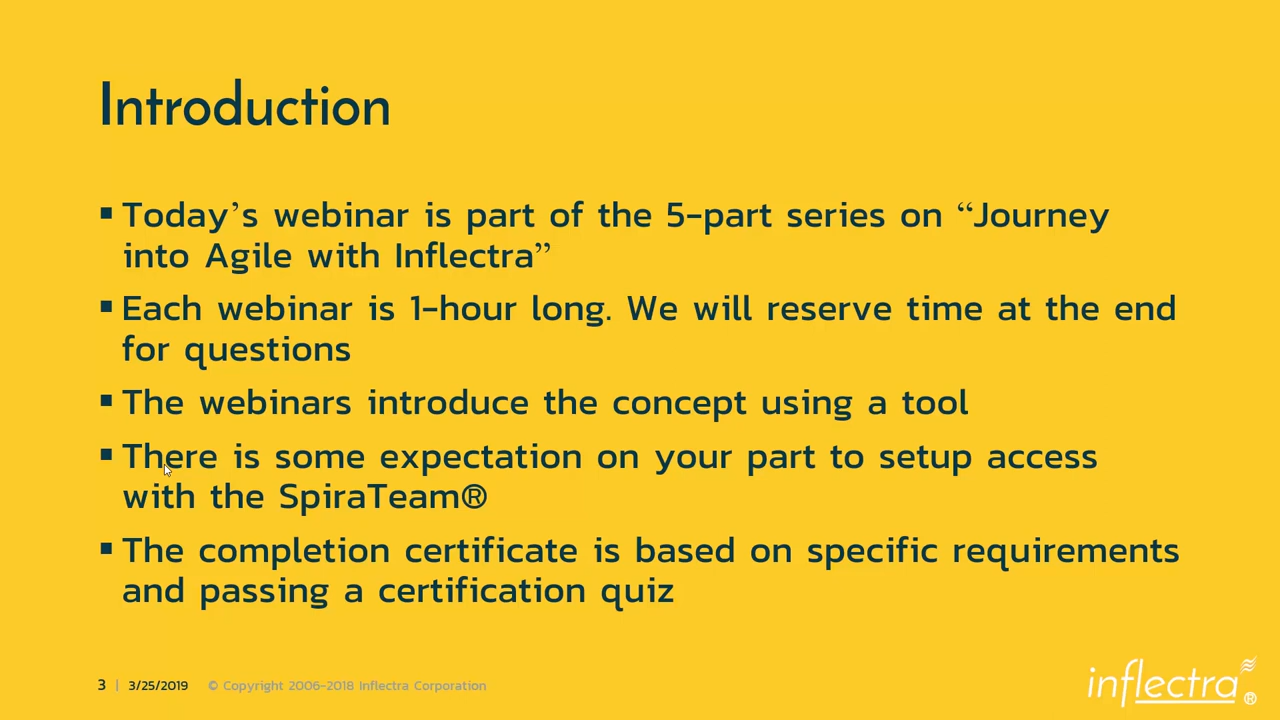 Introduction
▪ Today’s webinar is part of the 5-part series on “Journey
into Agile with Inflectra”
▪ Each webinar is 1-hour long. We will reserve time at the end
for questions
▪ The webinars introduce the concept using a tool
▪ There is some expectation on your part to setup access
with the SpiraTeam®
▪ The completion certificate is based on specific requirements
and passing a certification quiz
3 | 3/25/2019 © Copyright 2006-2018 Inflectra Corporation
inflectra®